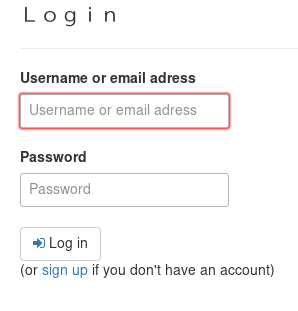 Login
Username or email adress
Username or email adress
Password
Password
Log in
(or sign up if you don't have an account)